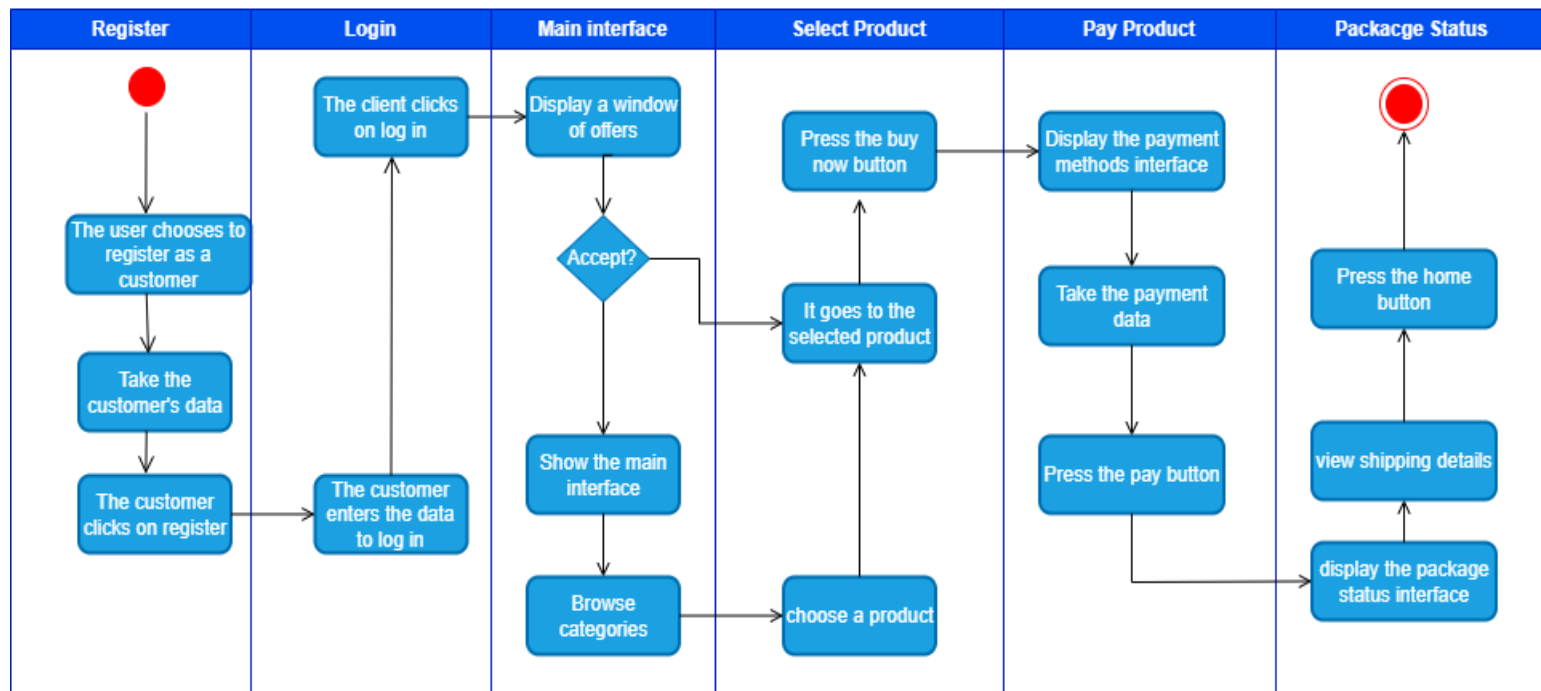 Register
Login
Main interface
Select Product
Pay Product
Packacge Status
The user chooses to
register as a
customer
Take the
customer's data
The customer
clicks on register
The client clicks
on log in
The customer
enters the data
to log in
Display a window
of offers
Accept?
Show the main
interface
Browse
categories
Press the buy
now button
It goes to the
selected product
choose a product
Display the payment
methods interface
Take the payment
data
Press the pay button
Press the home
button
view shipping details
display the package
status interface